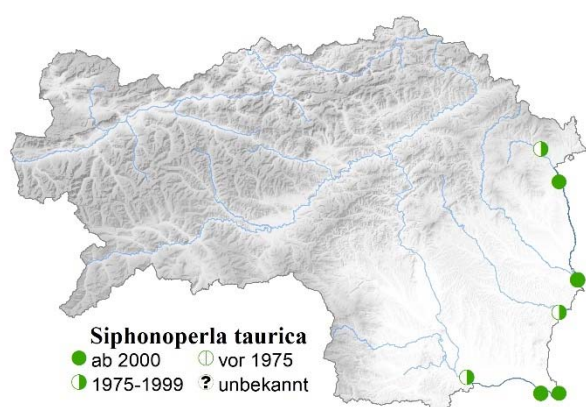 Siphonoperla taurica
ab 2000 vor 1975
1975-1999 ? unbekannt